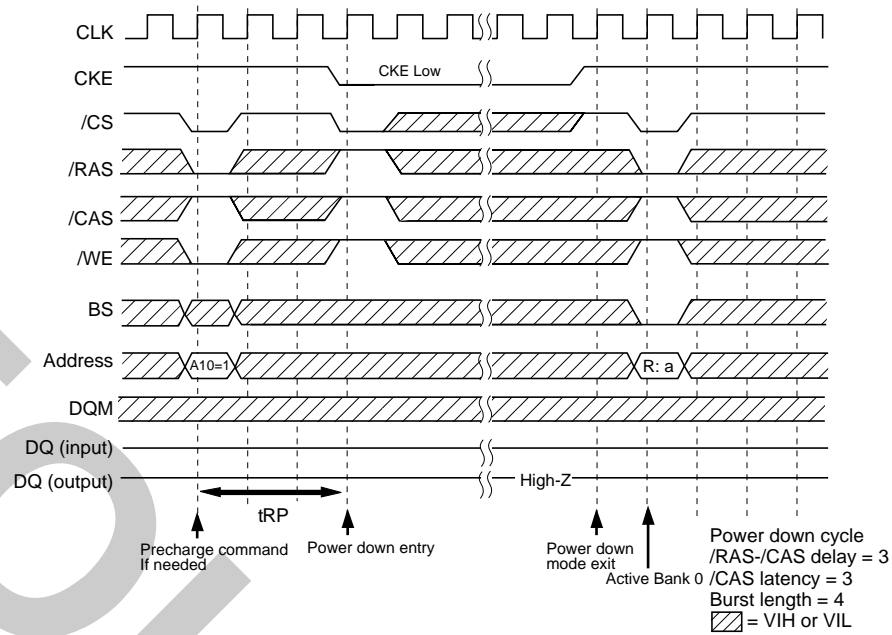 CLK
CKE
CKE Low
/CS
/RAS
/CAS
/WE
BS
Address
A10=1
R: a
DQM
DQ (input)
DQ (output)
High-Z
tRP
Precharge command
If needed
Power down entry
Power down
mode exit
Active Bank 0
Power down cycle
/RAS-/CAS delay = 3
/CAS latency = 3
Burst length = 4
= VIH or VIL